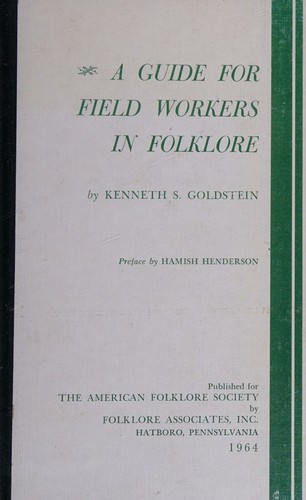 A GUIDE FOR
FIELD WORKERS
IN FOLKLORE
by KENNETH S. GOLDSTEIN
Preface by HAMISH HENDERSON
Published for
THE AMERICAN FOLKLORE SOCIETY
by
FOLKLORE ASSOCIATES, INC.
HATBORO, PENNSYLVANIA
1964